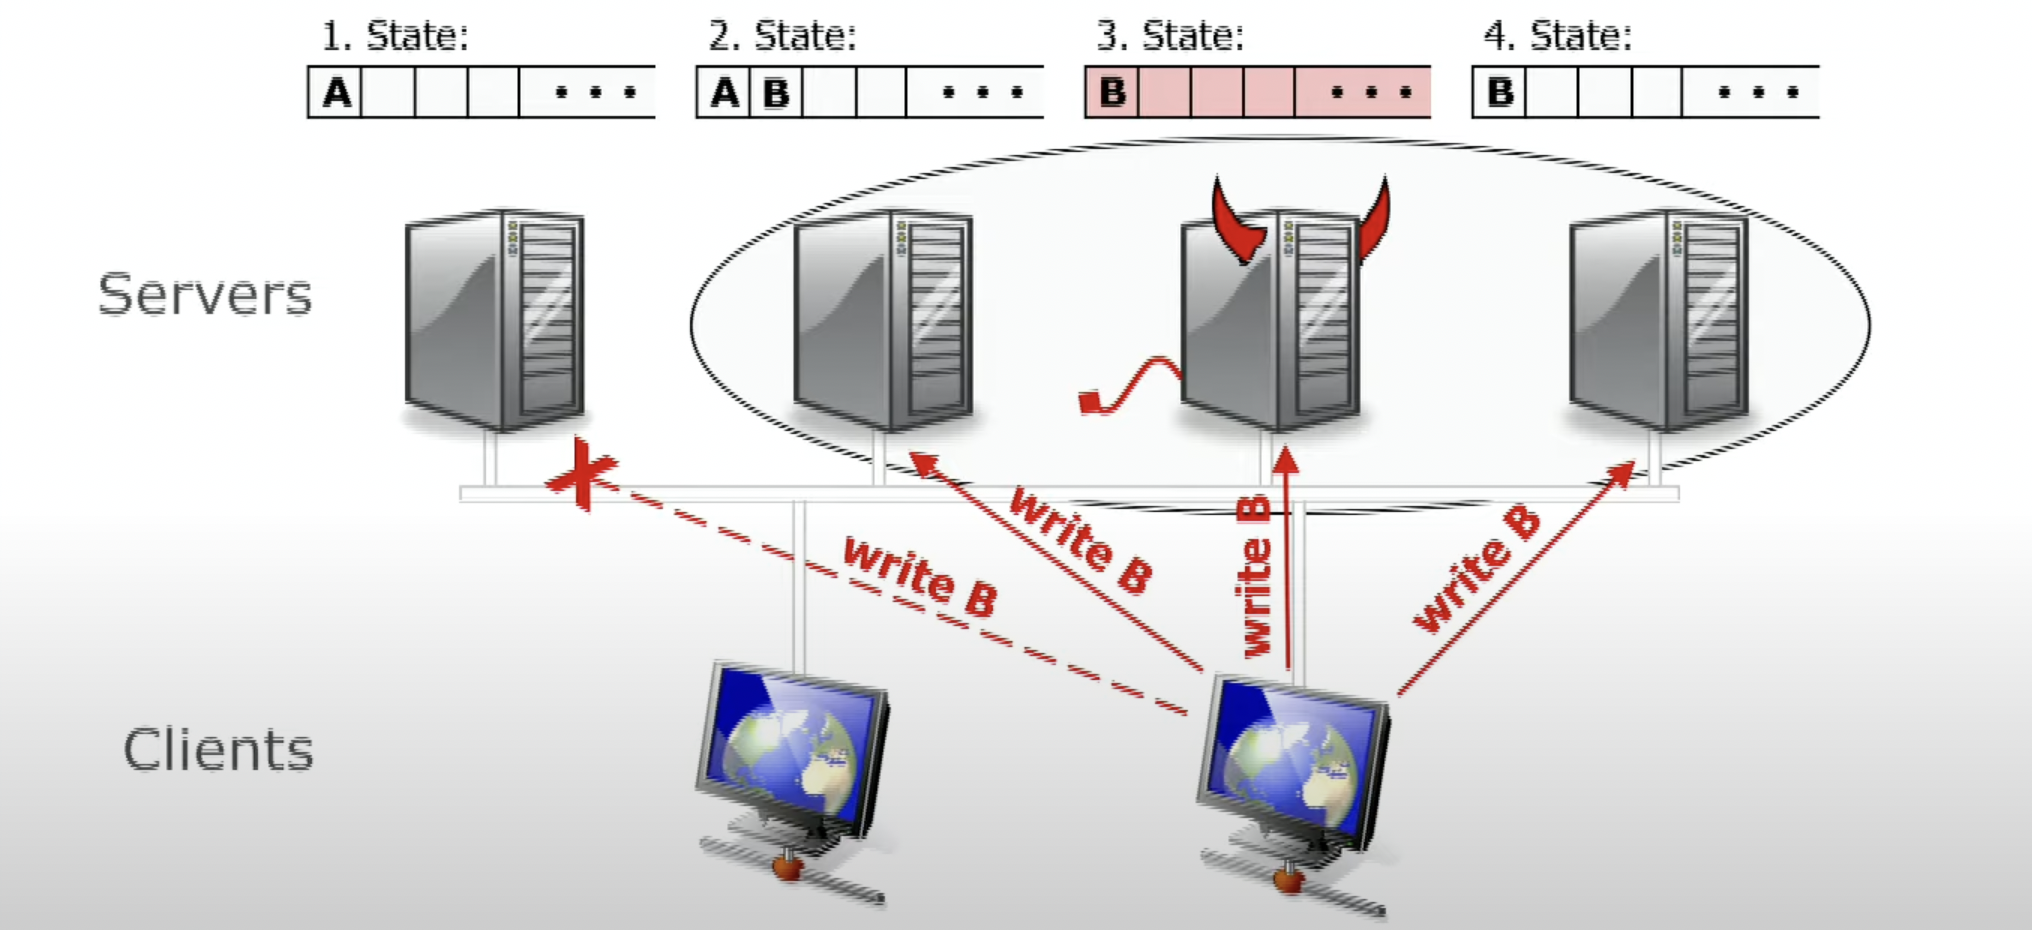 1. State:
2. State:
3. State:
4. State:
A
• • •
A B
• • •
B
• • •
B
• • •
Servers
write B
write B
write B
write B
Clients